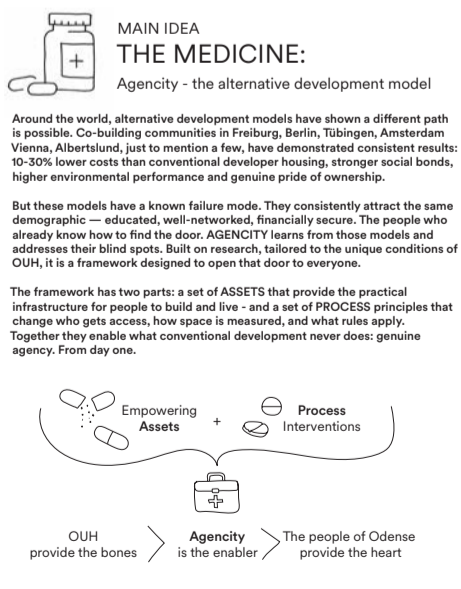 MAIN IDEA
THE MEDICINE:
Agencity - the alternative development model
Around the world, alternative development models have shown a different path
is possible. Co-building communities in Freiburg, Berlin, Tübingen, Amsterdam
Vienna, Albertslund, just to mention a few, have demonstrated consistent results:
10-30% lower costs than conventional developer housing, stronger social bonds,
higher environmental performance and genuine pride of ownership.
But these models have a known failure mode. They consistently attract the same
demographic — educated, well-networked, financially secure. The people who
already know how to find the door. AGENCITY learns from those models and
addresses their blind spots. Built on research, tailored to the unique conditions of
OUH, it is a framework designed to open that door to everyone.
The framework has two parts: a set of ASSETS that provide the practical
infrastructure for people to build and live - and a set of PROCESS principles that
change who gets access, how space is measured, and what rules apply.
Together they enable what conventional development never does: genuine
agency. From day one.
Empowering
Assets
+
Process
Interventions
OUH
provide the bones
Agencity
is the enabler
The people of Odense
provide the heart